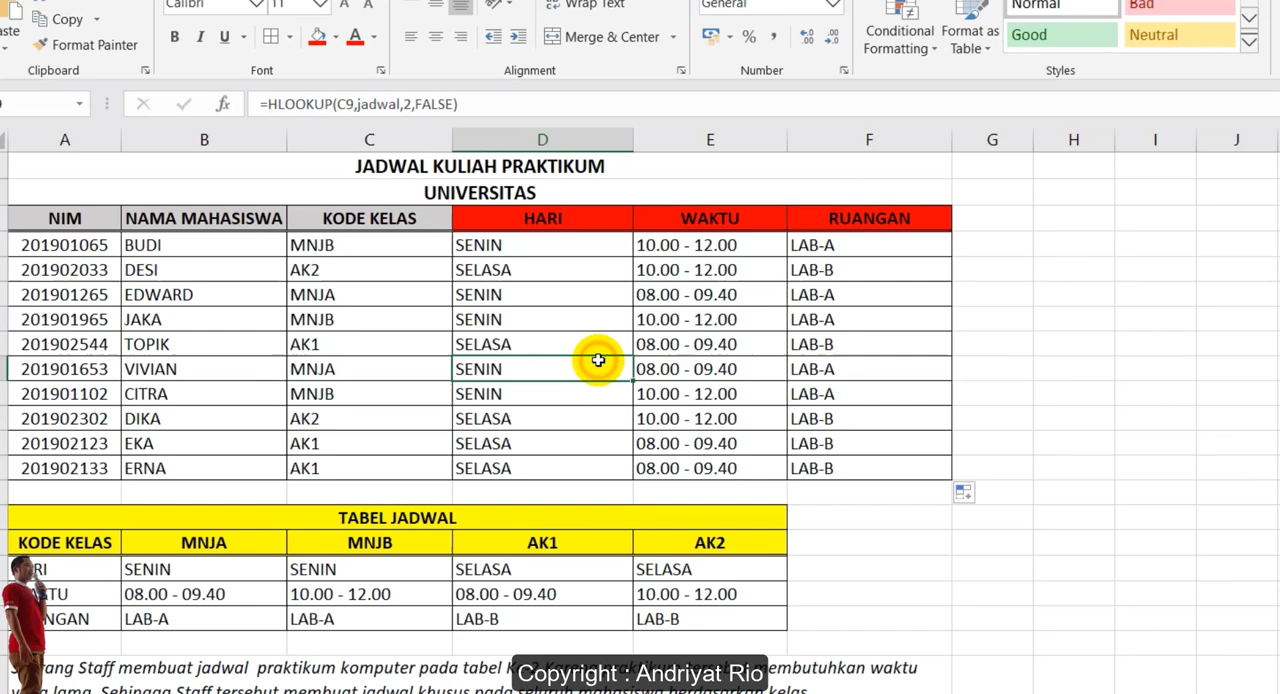 Calibri 11 A A Wrap Text General Normal Bad
Copy
Format Painter B I U A Merge & Center % , Conditional Formatting Format as Table Good Neutral
Clipboard Font Alignment Number Styles
fx =HLOOKUP(C9,jadwal,2,FALSE)
A B C D E F G H I J
JADWAL KULIAH PRAKTIKUM
UNIVERSITAS
NIM NAMA MAHASISWA KODE KELAS HARI WAKTU RUANGAN
201901065 BUDI MNJB SENIN 10.00 - 12.00 LAB-A
201902033 DESI AK2 SELASA 10.00 - 12.00 LAB-B
201901265 EDWARD MNJA SENIN 08.00 - 09.40 LAB-A
201901965 JAKA MNJB SENIN 10.00 - 12.00 LAB-A
201902544 TOPIK AK1 SELASA 08.00 - 09.40 LAB-B
201901653 VIVIAN MNJA SENIN 08.00 - 09.40 LAB-A
201901102 CITRA MNJB SENIN 10.00 - 12.00 LAB-A
201902302 DIKA AK2 SELASA 10.00 - 12.00 LAB-B
201902123 EKA AK1 SELASA 08.00 - 09.40 LAB-B
201902133 ERNA AK1 SELASA 08.00 - 09.40 LAB-B
TABEL JADWAL
KODE KELAS MNJA MNJB AK1 AK2
SENIN SENIN SELASA SELASA
08.00 - 09.40 10.00 - 12.00 08.00 - 09.40 10.00 - 12.00
LAB-A LAB-A LAB-B LAB-B
Staff membuat jadwal praktikum komputer pada tabel membutuhkan waktu
lama. Sehingga Staff tersebut membuat jadwal khusus pada seluruh mahasiswa berdasarkan kelas
Copyright : Andriyat Rio